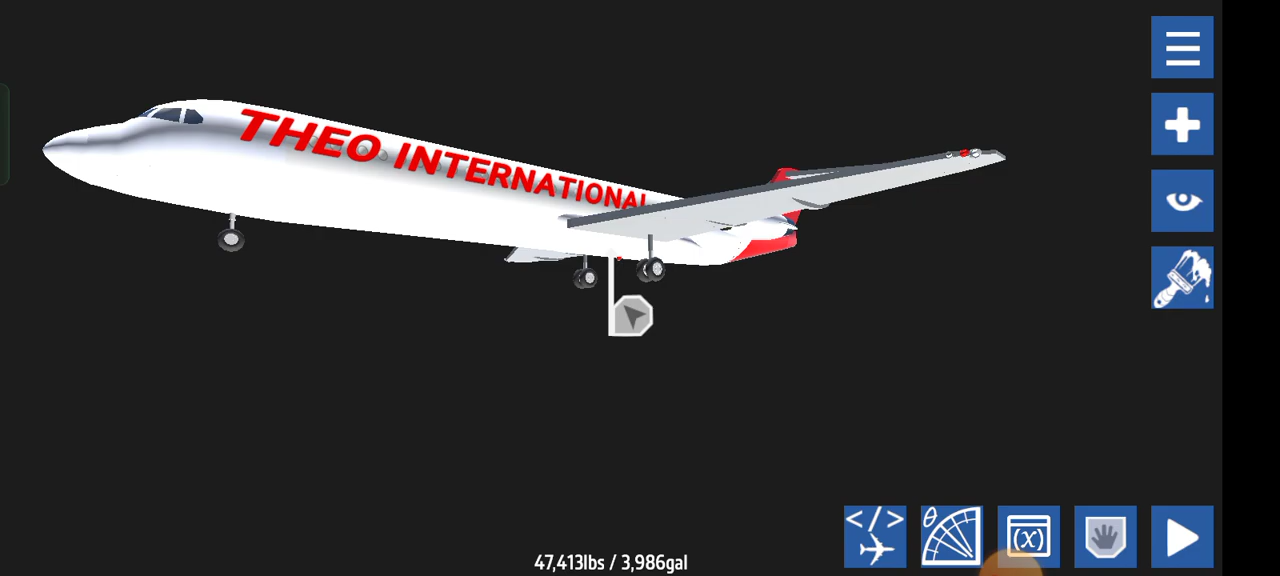 THEO INTERNATIONAL
</>
θ
(x)
47,413lbs / 3,986gal